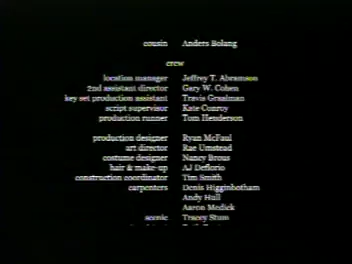 cousin Anders Bolang
crew
location manager Jeffrey T. Abramson
2nd assistant director Gary W. Cohen
key set production assistant Travis Graalman
script supervisor Kate Conroy
production runner Tom Henderson
production designer Ryan McFaul
art director Rae Umstead
costume designer Nancy Brous
hair & make-up AJ Deflorio
construction coordinator Tim Smith
carpenters Denis Higginbotham
Andy Hull
Aaron Medick
scenic Tracey Stum